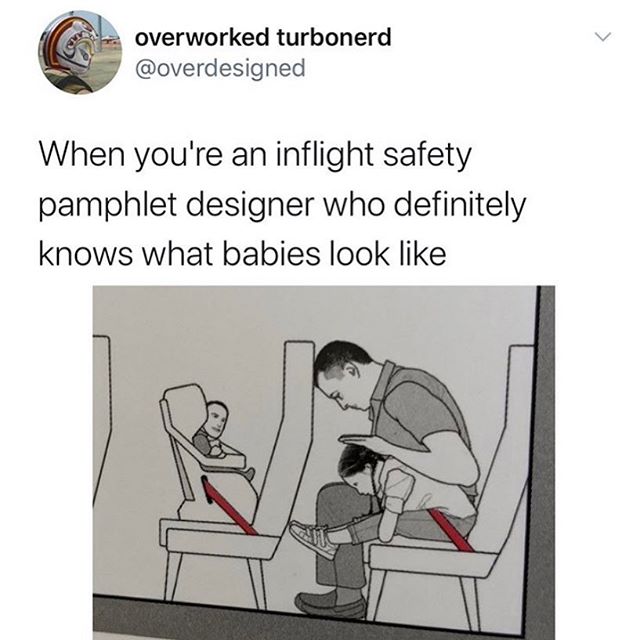 overworked turbonerd
@overdesigned
When you're an inflight safety
pamphlet designer who definitely
knows what babies look like